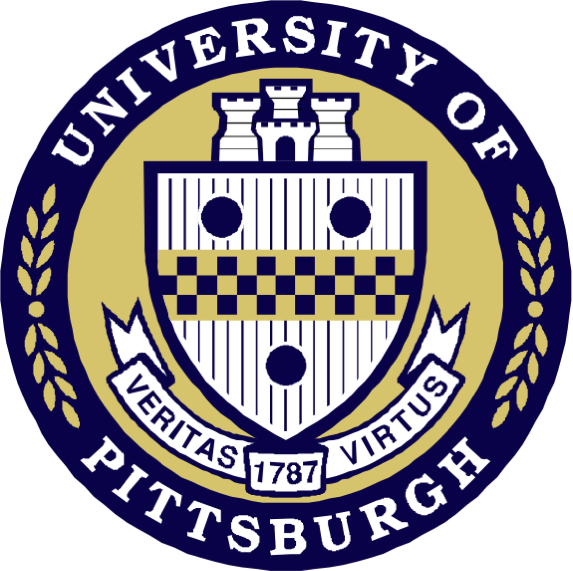 UNIVERSITY OF
PITTSBURGH
VERITAS
1787
VIRTUS